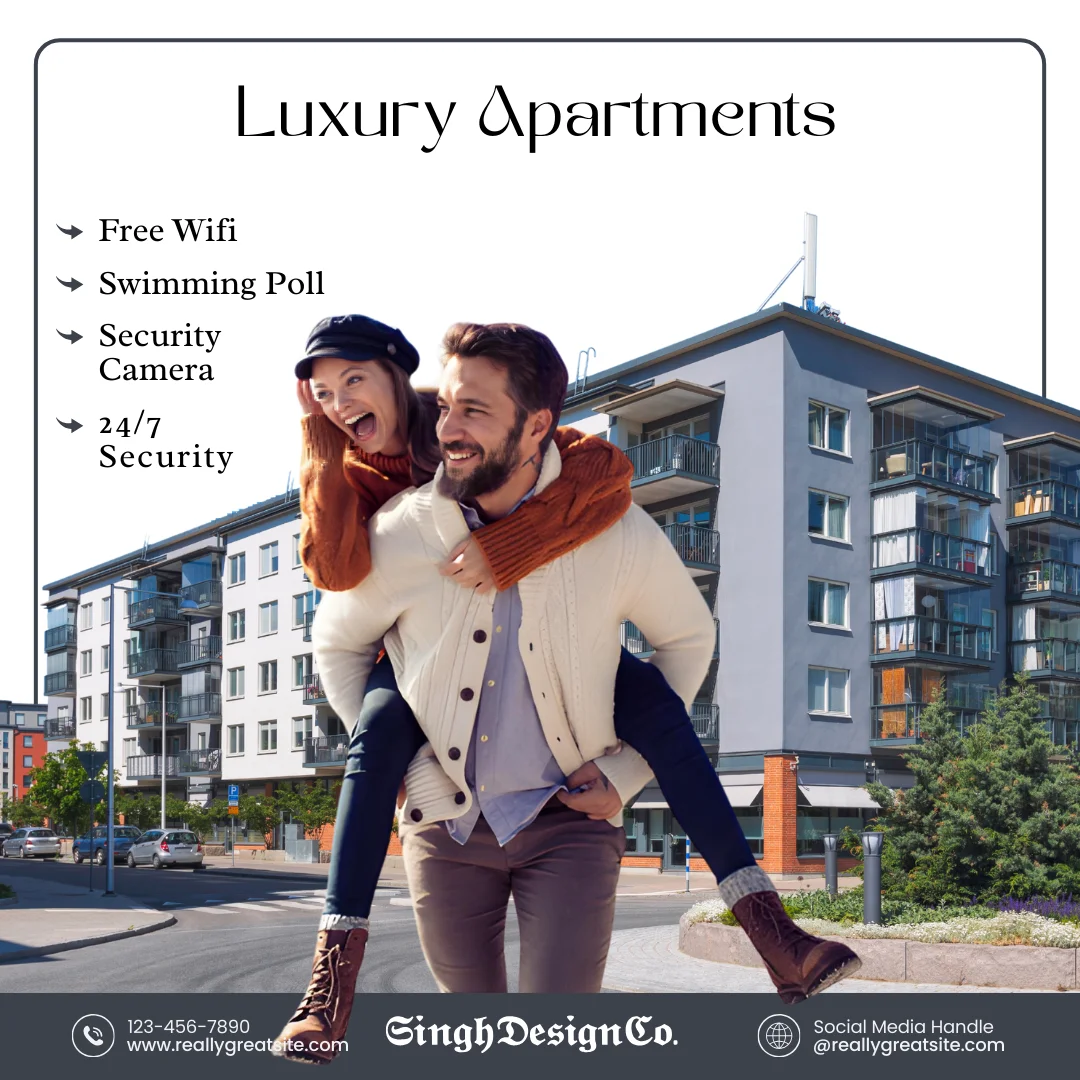 Luxury Apartments
Free Wifi
Swimming Poll
Security
Camera
24/7
Security
P
123-456-7890
www.reallygreatsite.com
SinghDesignCo.
Social Media Handle
@reallygreatsite.com